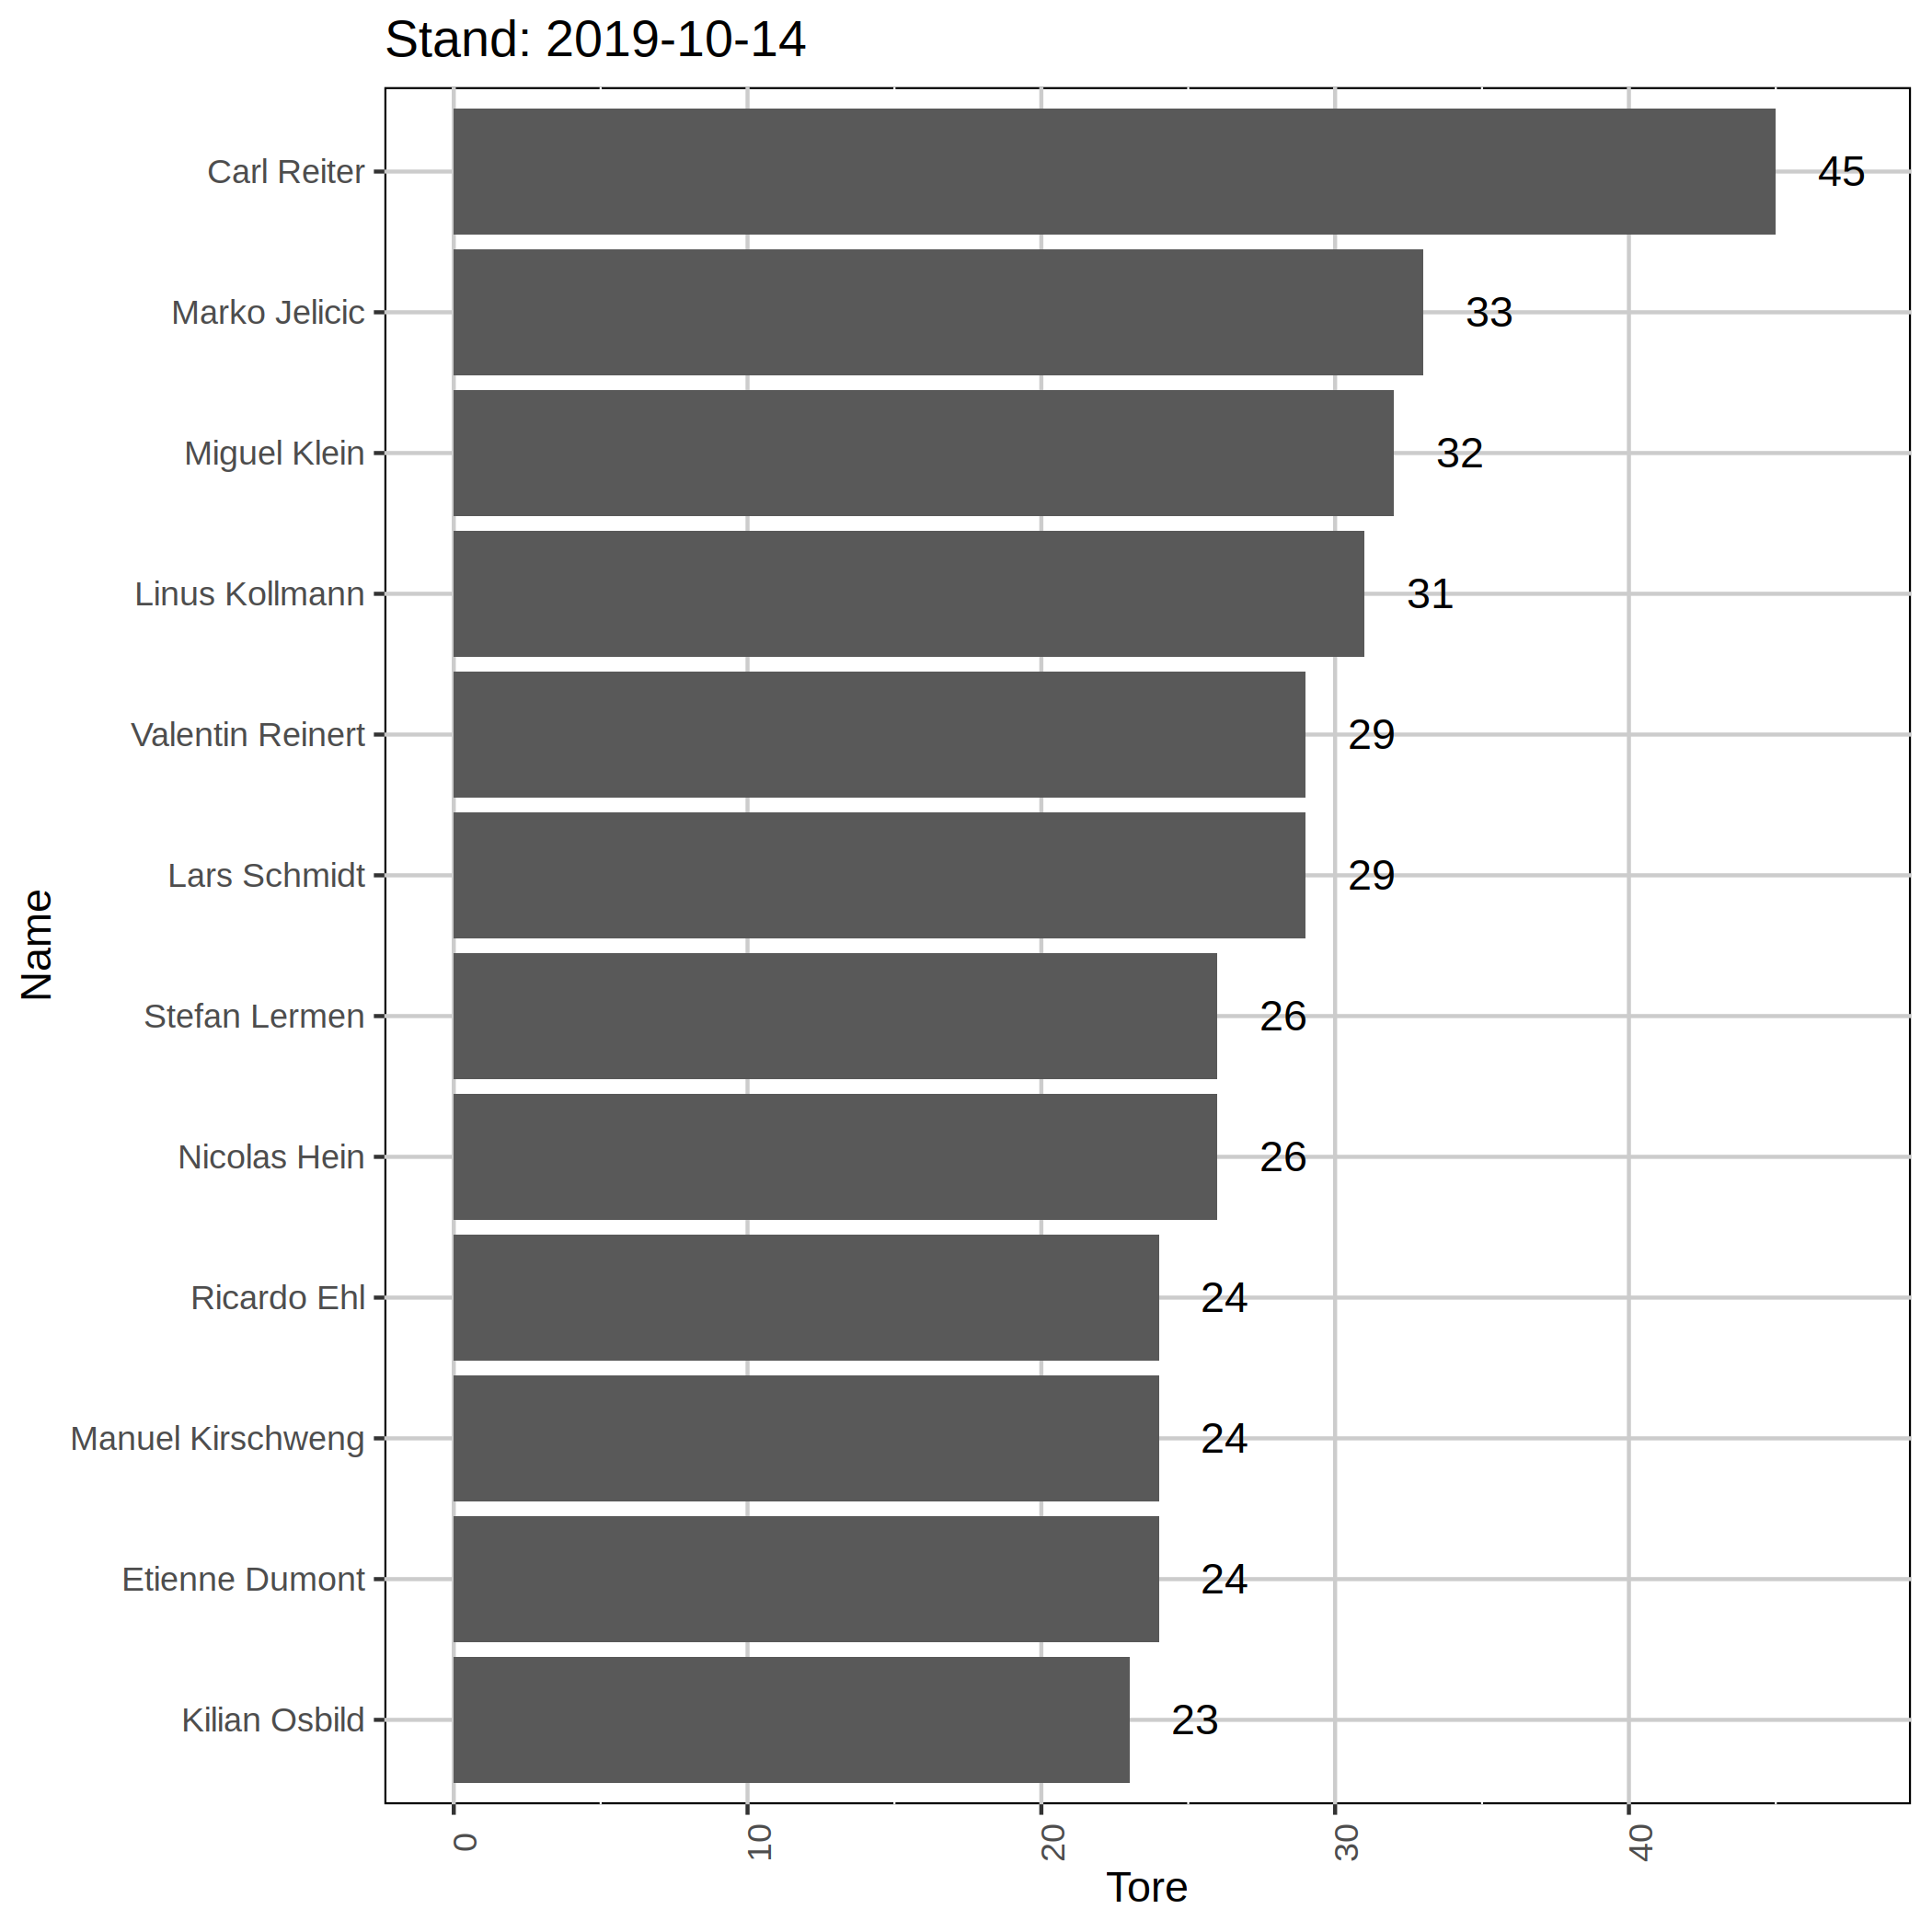 Stand: 2019-10-14
Carl Reiter 45
Marko Jelicic 33
Miguel Klein 32
Linus Kollmann 31
Valentin Reinert 29
Lars Schmidt 29
Stefan Lermen 26
Nicolas Hein 26
Ricardo Ehl 24
Manuel Kirschweng 24
Etienne Dumont 24
Kilian Osbild 23
Name
0 10 20 30 40
Tore